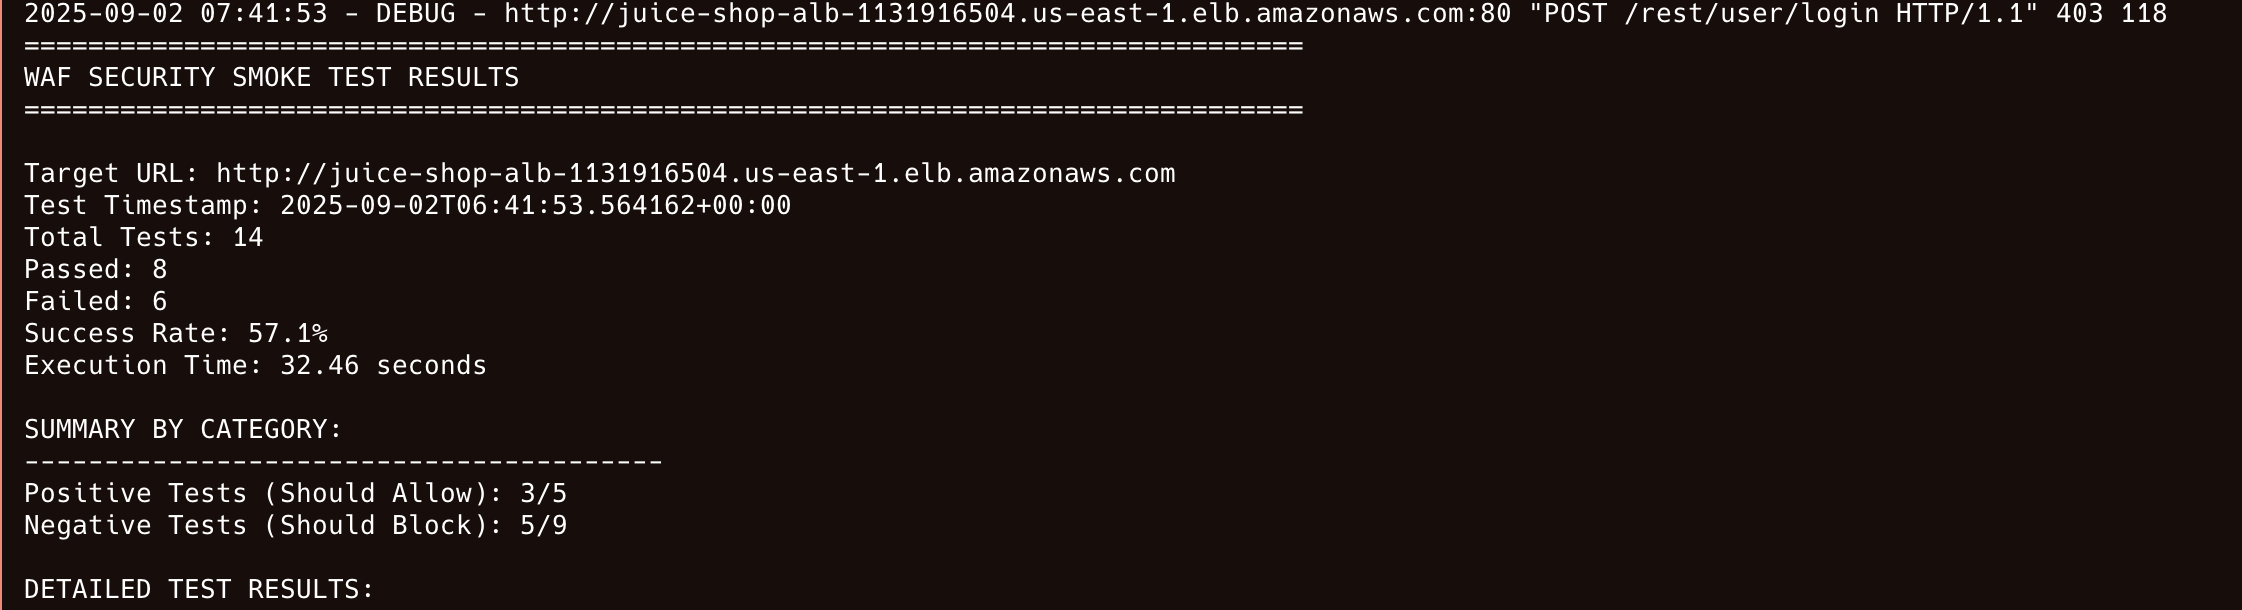 2025-09-02 07:41:53 - DEBUG - http://juice-shop-alb-1131916504.us-east-1.elb.amazonaws.com:80 "POST /rest/user/login HTTP/1.1" 403 118
================================================================================
WAF SECURITY SMOKE TEST RESULTS
================================================================================
Target URL: http://juice-shop-alb-1131916504.us-east-1.elb.amazonaws.com
Test Timestamp: 2025-09-02T06:41:53.564162+00:00
Total Tests: 14
Passed: 8
Failed: 6
Success Rate: 57.1%
Execution Time: 32.46 seconds
SUMMARY BY CATEGORY:
----------------------------------------
Positive Tests (Should Allow): 3/5
Negative Tests (Should Block): 5/9
DETAILED TEST RESULTS: